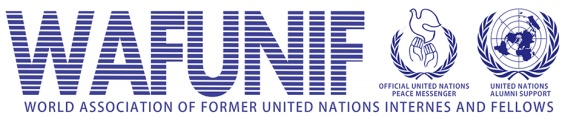 WAFUNIF
OFFICIAL UNITED NATIONS
PEACE MESSENGER
UNITED NATIONS
ALUMNI SUPPORT
WORLD ASSOCIATION OF FORMER UNITED NATIONS INTERNES AND FELLOWS